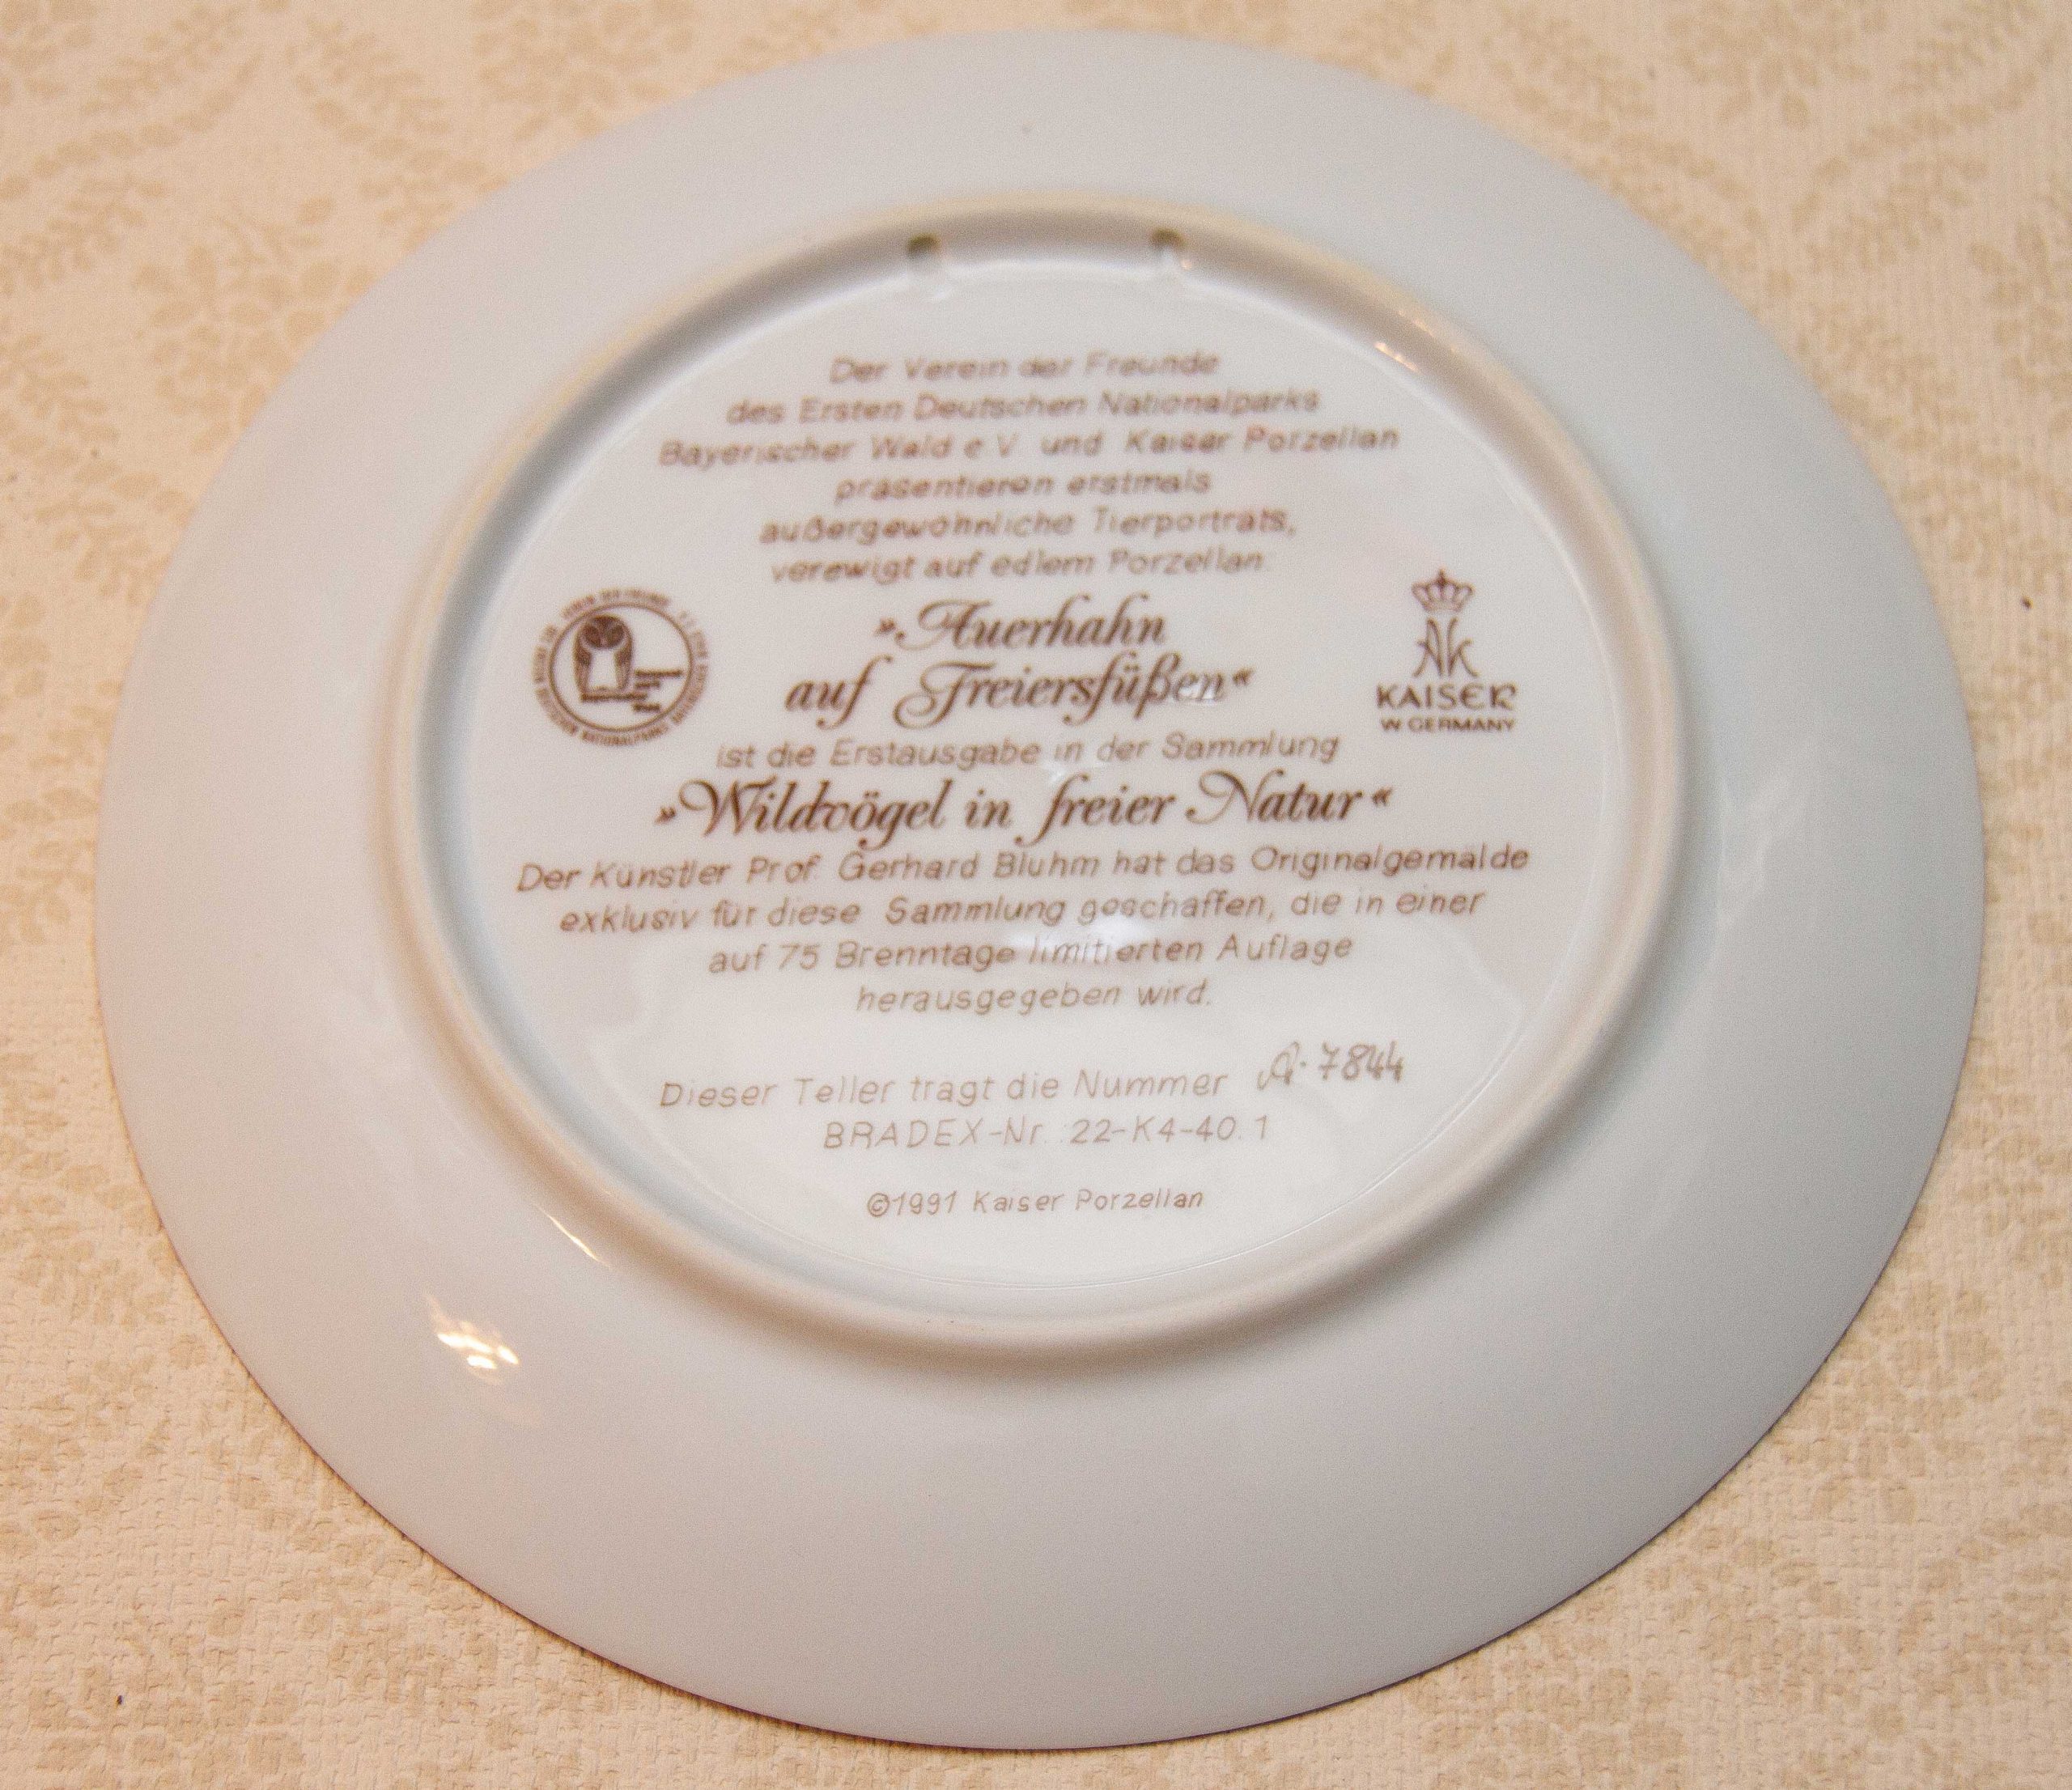 Der Verein der Freunde
des Ersten Deutschen Nationalparks
Bayerischer Wald e.V. und Kaiser Porzellan
präsentieren erstmals
außergewöhnliche Tierporträts,
verewigt auf edlem Porzellan.
»Auerhahn
auf Freiersfüßen«
AK
KAISER
W. GERMANY
ist die Erstausgabe in der Sammlung
»Wildvögel in freier Natur«
Der Künstler Prof. Gerhard Bluhm hat das Originalgemälde
exklusiv für diese Sammlung geschaffen, die in einer
auf 75 Brenntage limitierten Auflage
herausgegeben wird.
Dieser Teller trägt die Nummer 7844
BRADEX-Nr. 22-K4-40.1
©1991 Kaiser Porzellan